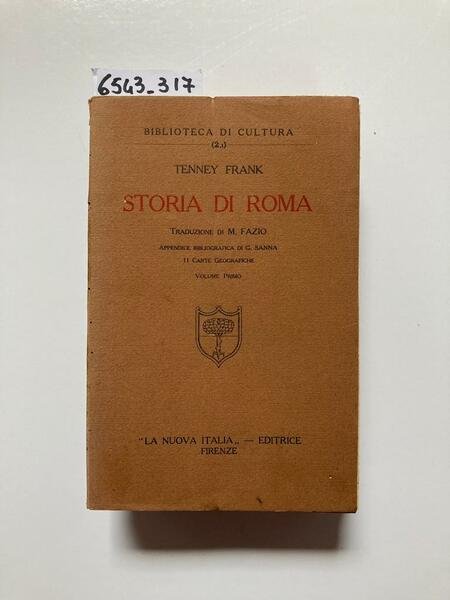 6543_317
BIBLIOTECA DI CULTURA
(2,1)
TENNEY FRANK
STORIA DI ROMA
TRADUZIONE DI M. FAZIO
APPENDICE BIBLIOGRAFICA DI G. SANNA
11 CARTE GEOGRAFICHE
VOLUME PRIMO
"LA NUOVA ITALIA„ — EDITRICE
FIRENZE